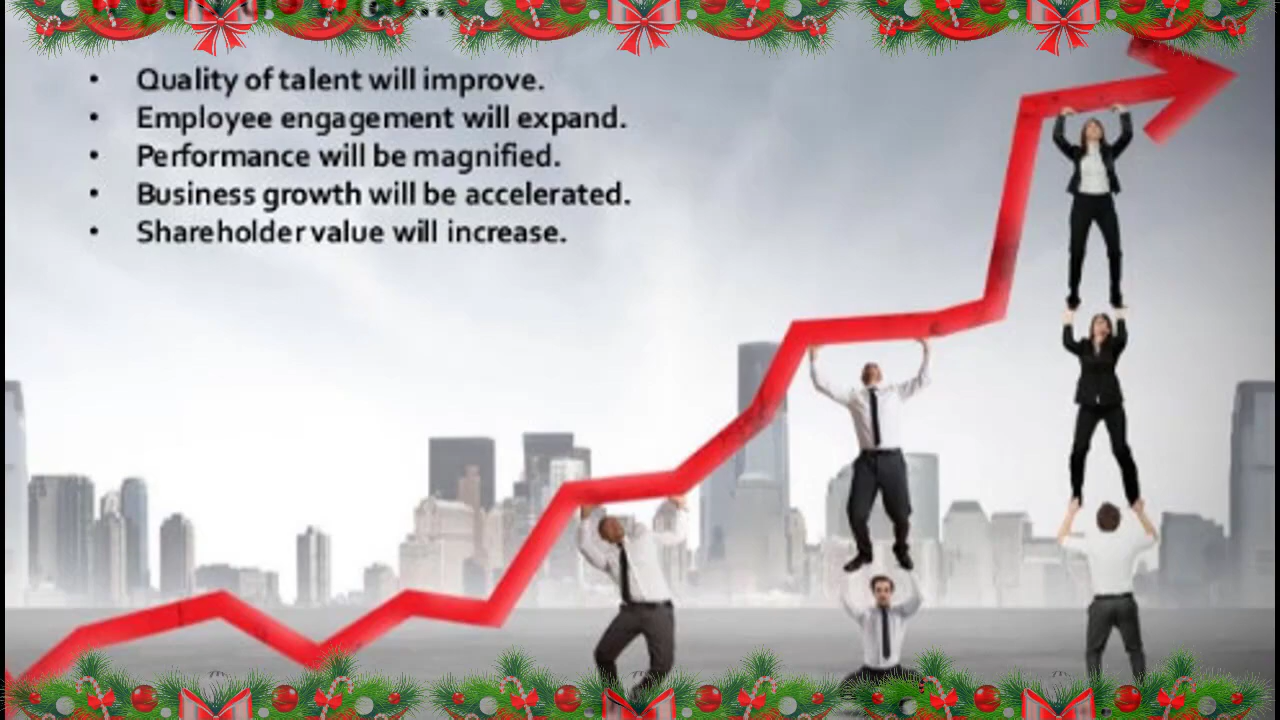 • Quality of talent will improve.
• Employee engagement will expand.
• Performance will be magnified.
• Business growth will be accelerated.
• Shareholder value will increase.